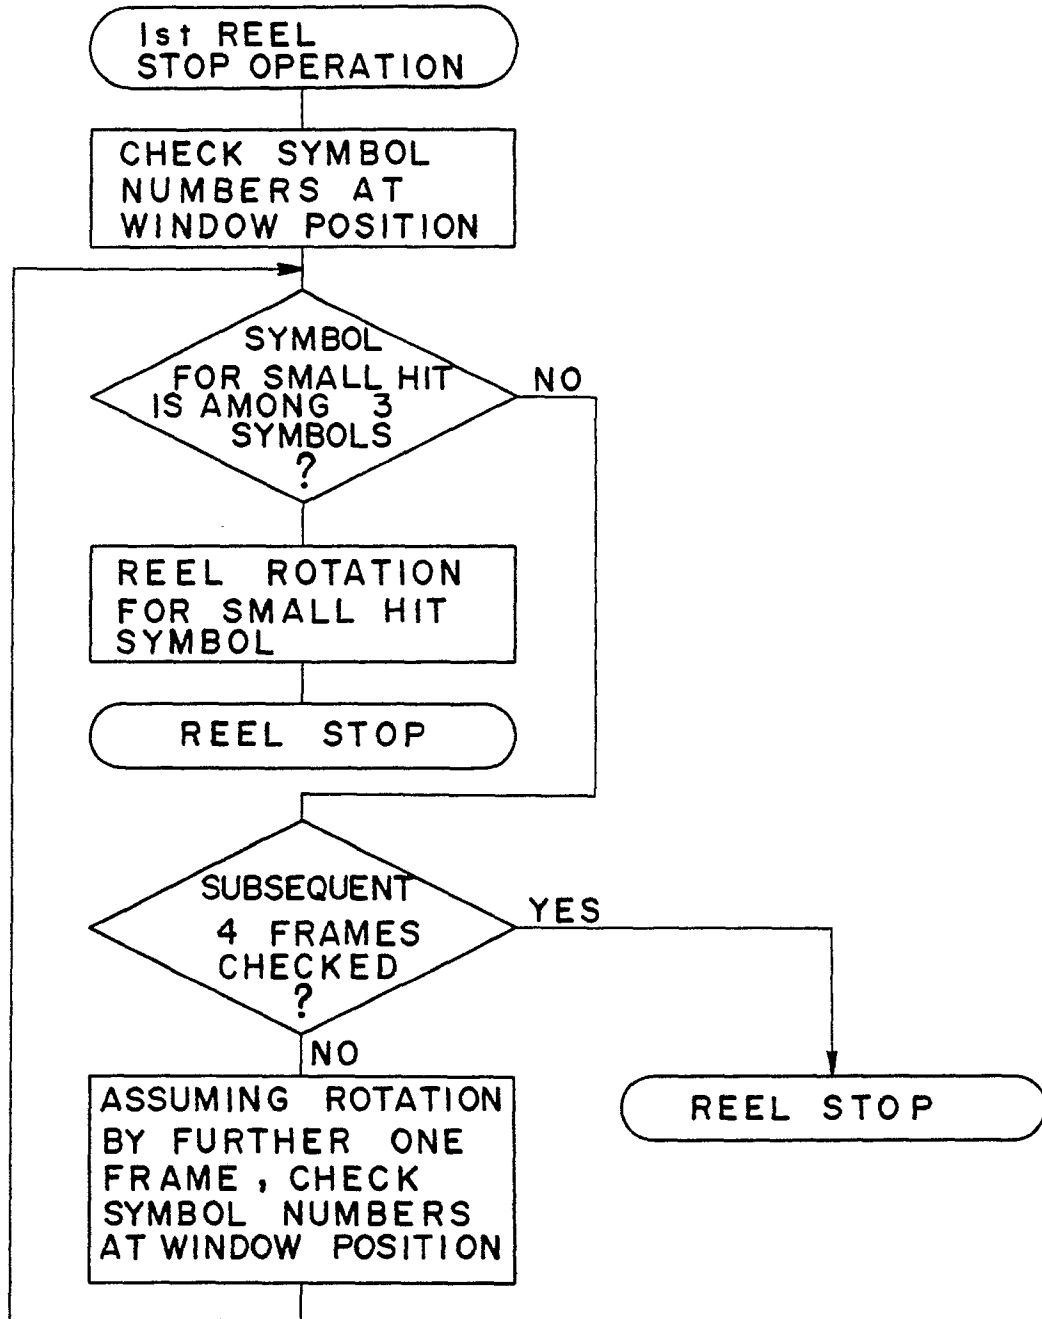 1st REEL
STOP OPERATION
CHECK SYMBOL
NUMBERS AT
WINDOW POSITION
SYMBOL
FOR SMALL HIT
IS AMONG 3
SYMBOLS
?
NO
REEL ROTATION
FOR SMALL HIT
SYMBOL
REEL STOP
SUBSEQUENT
4 FRAMES
CHECKED
?
YES
NO
ASSUMING ROTATION
BY FURTHER ONE
FRAME, CHECK
SYMBOL NUMBERS
AT WINDOW POSITION
REEL STOP